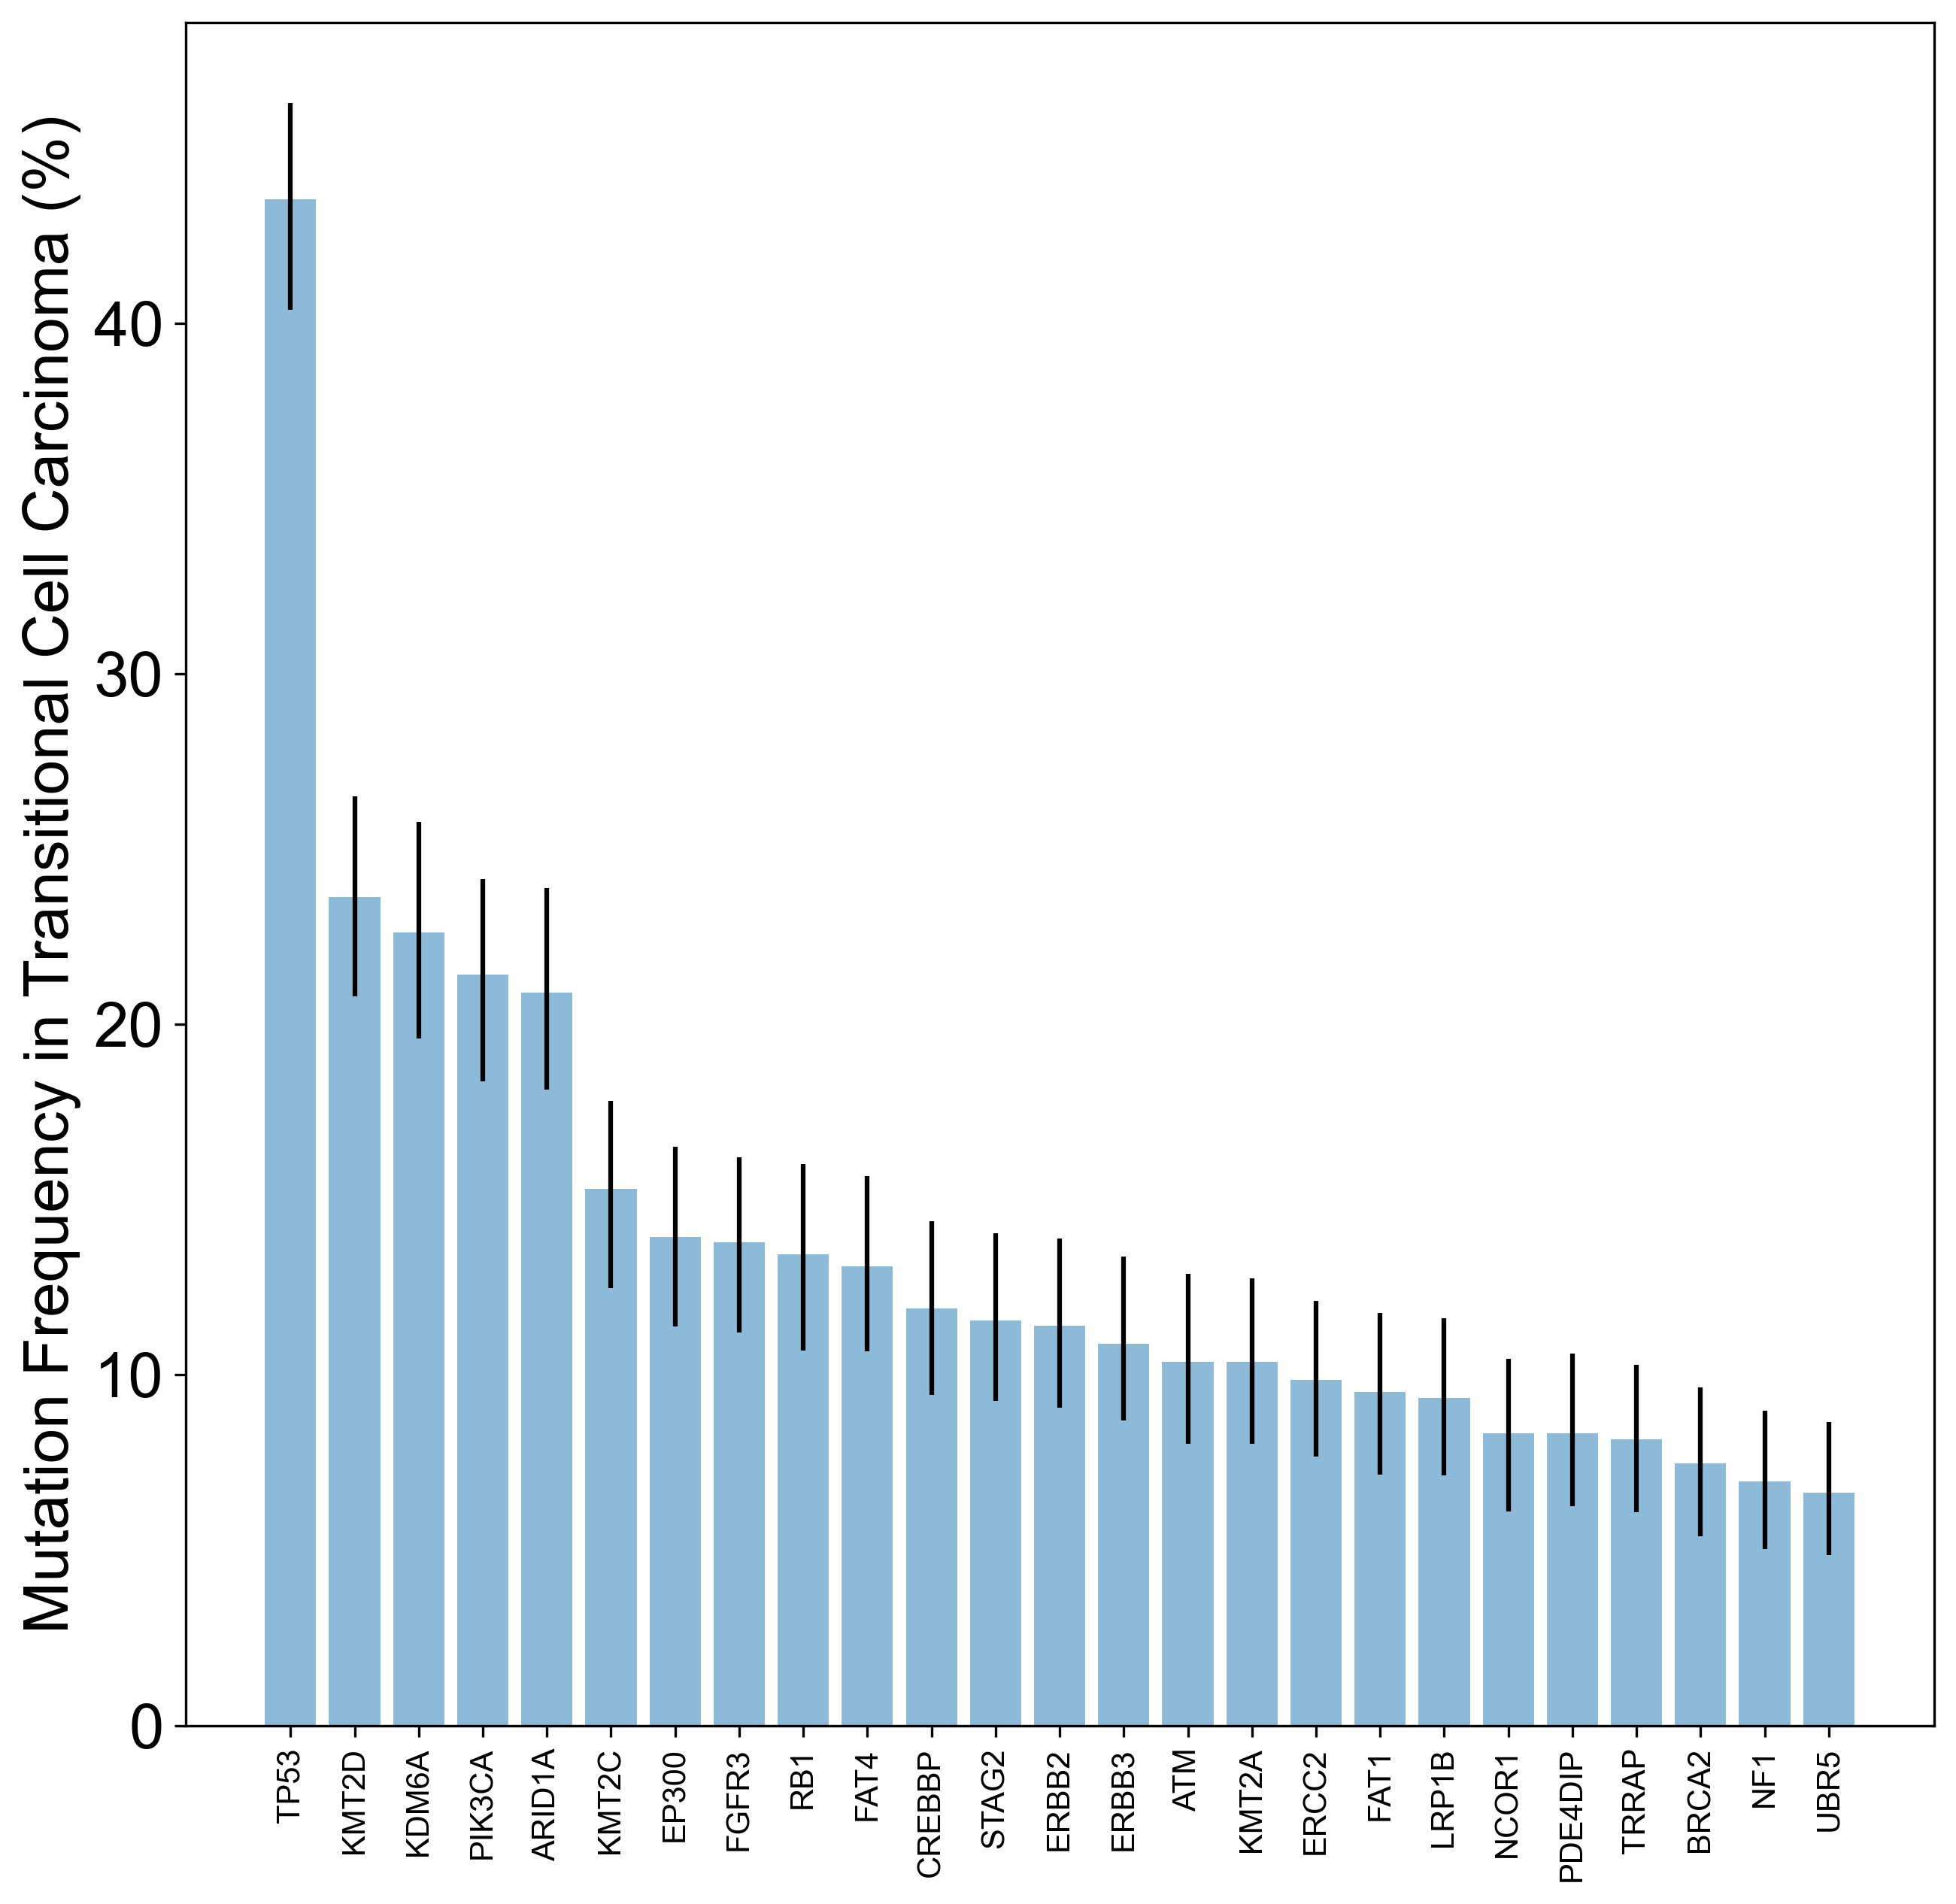 Mutation Frequency in Transitional Cell Carcinoma (%)
40
30
20
10
0
TP53
KMT2D
KDM6A
PIK3CA
ARID1A
KMT2C
EP300
FGFR3
RB1
FAT4
CREBBP
STAG2
ERBB2
ERBB3
ATM
KMT2A
ERCC2
FAT1
LRP1B
NCOR1
PDE4DIP
TRRAP
BRCA2
NF1
UBR5